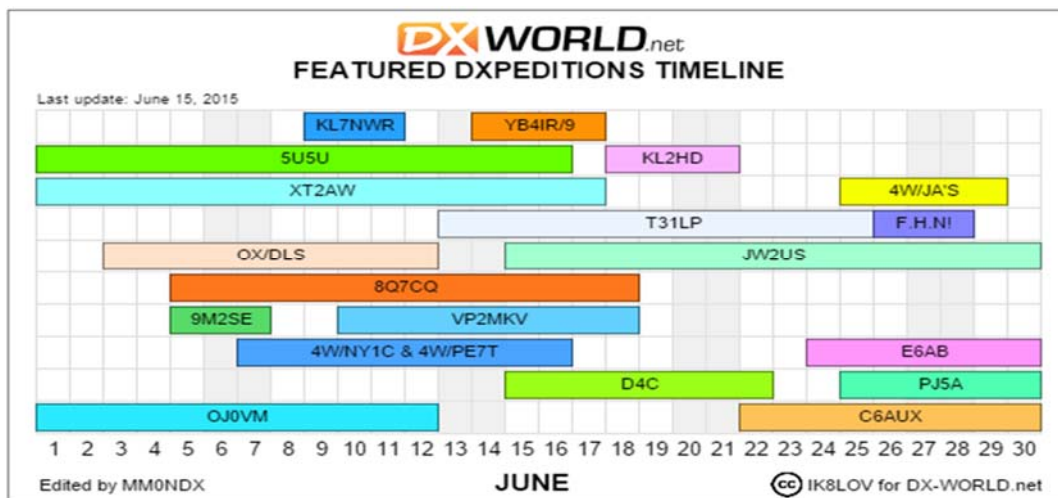 DX WORLD.net
FEATURED DXPEDITIONS TIMELINE
Last update: June 15, 2015
KL7NWR YB4IR/9
5U5U KL2HD
XT2AW 4W/JA'S
T31LP F.H.N!
OX/DLS JW2US
8Q7CQ
9M2SE VP2MKV
4W/NY1C & 4W/PE7T E6AB
D4C PJ5A
OJ0VM C6AUX
1 2 3 4 5 6 7 8 9 10 11 12 13 14 15 16 17 18 19 20 21 22 23 24 25 26 27 28 29 30
Edited by MM0NDX JUNE cc IK8LOV for DX-WORLD.net